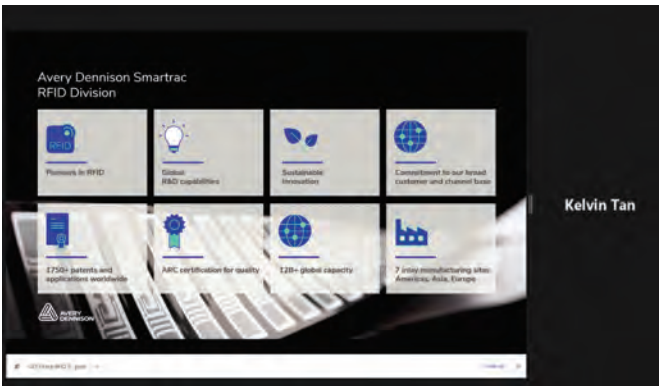 Avery Dennison Smartrac
RFID Division
RFID
Pioneers in RFID
Global
R&D capabilities
Sustainable
Innovation
Commitment to our broad
customer and channel base
1750+ patents and
applications worldwide
ARC certification for quality
12B+ global capacity
7 inlay manufacturing sites:
Americas, Asia, Europe
AVERY
DENNISON
Kelvin Tan